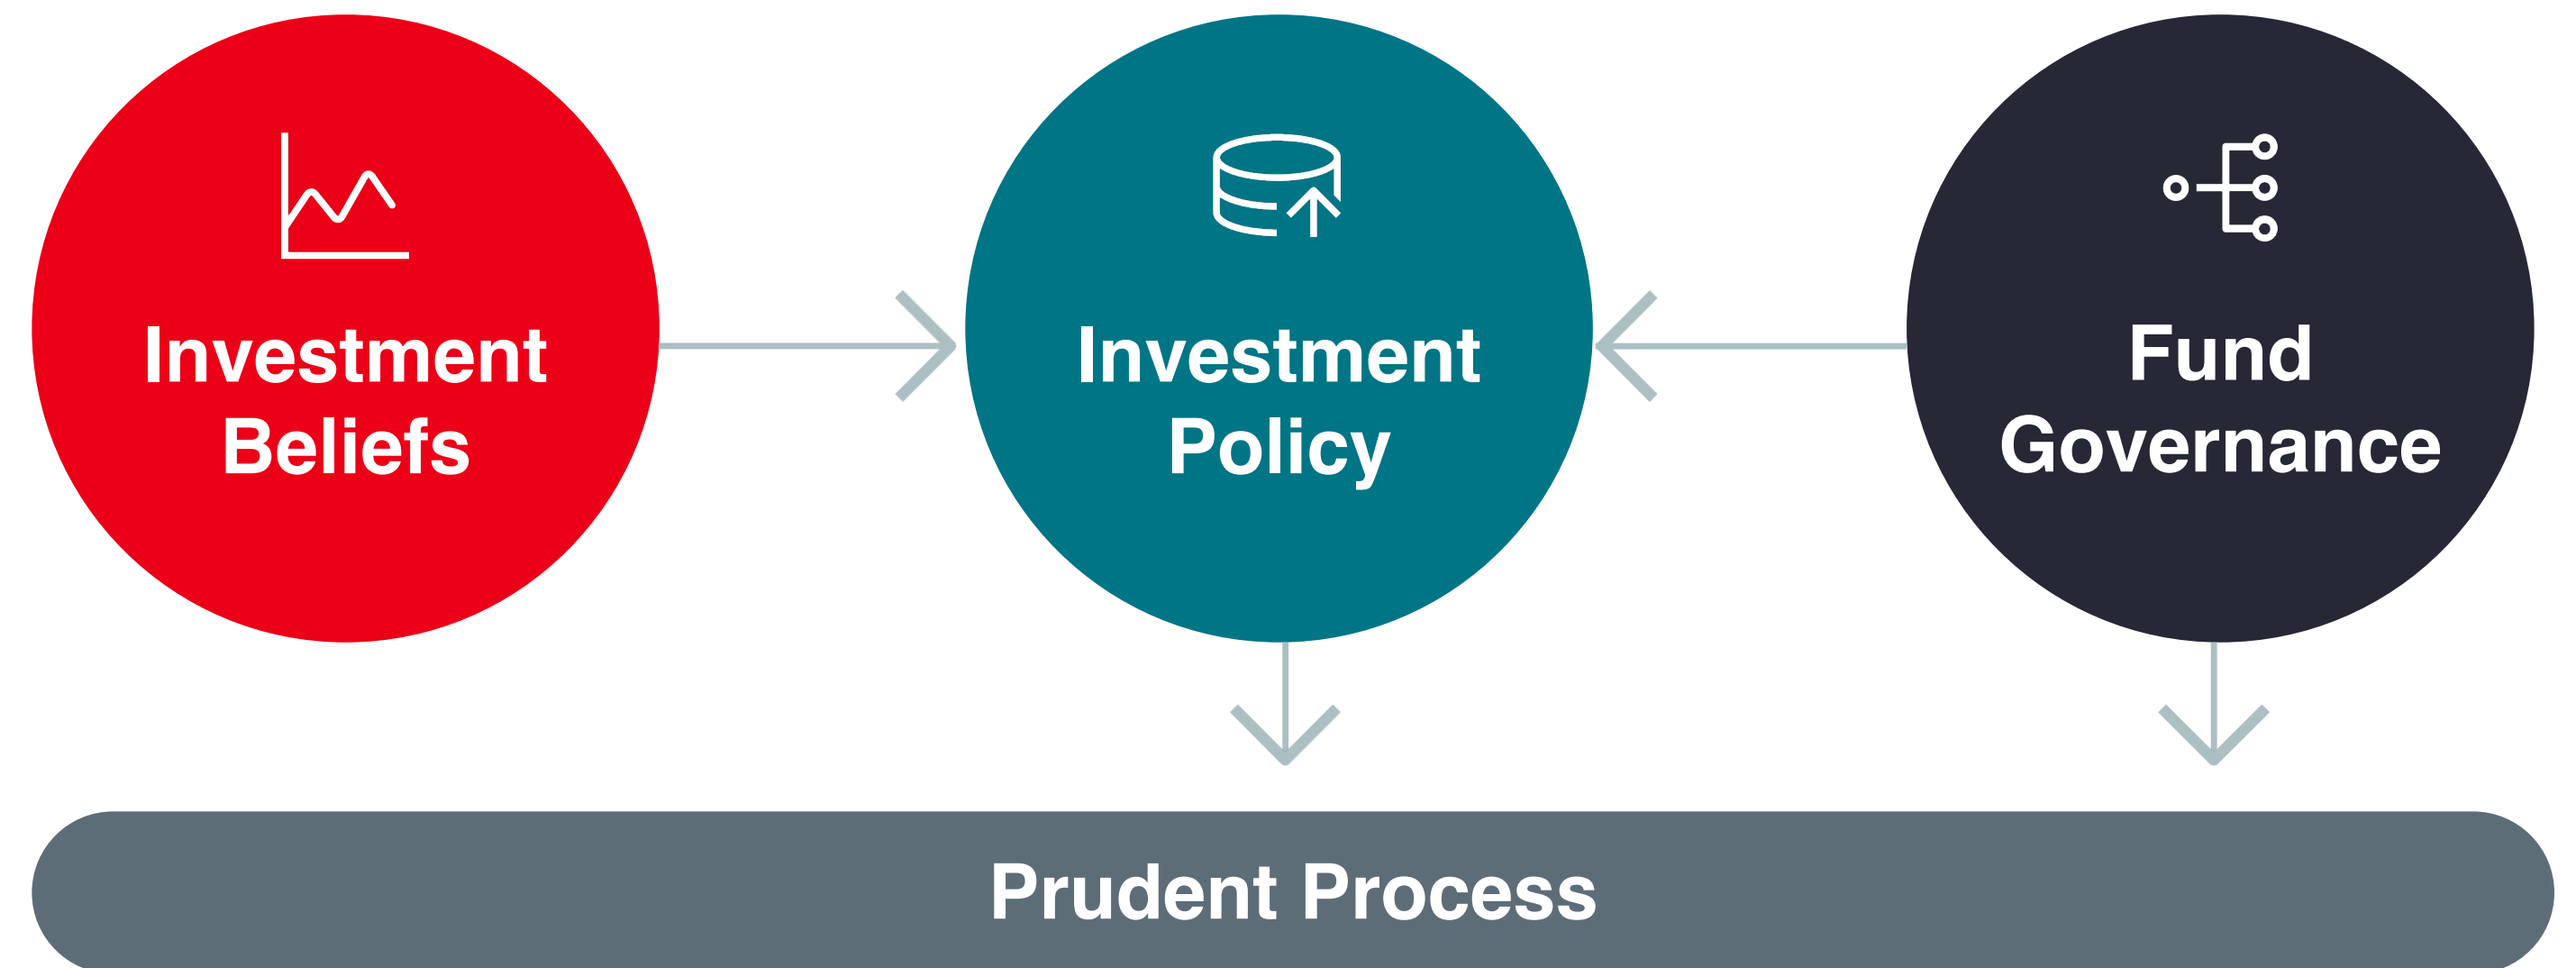 Investment
Beliefs
Investment
Policy
Fund
Governance
Prudent Process